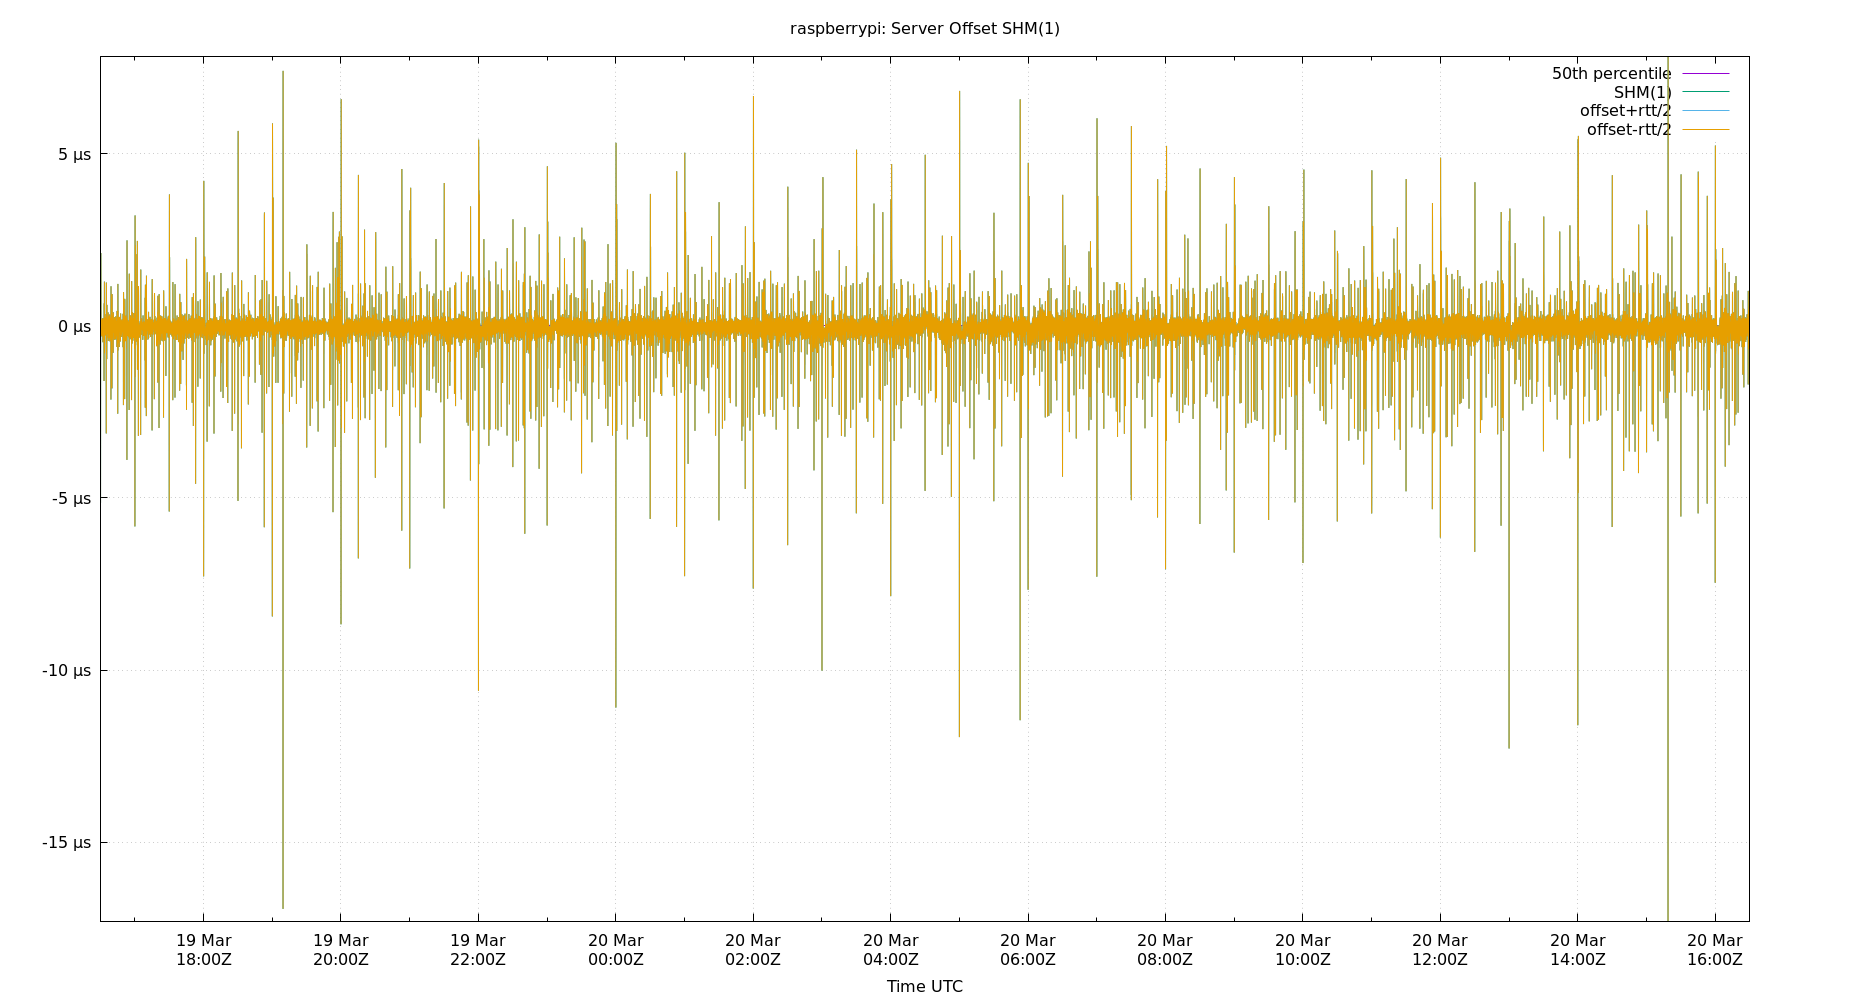 raspberrypi: Server Offset SHM(1)
50th percentile
SHM(1)
offset+rtt/2
offset-rtt/2
5 µs
0 µs
-5 µs
-10 µs
-15 µs
19 Mar 19 Mar 19 Mar 20 Mar 20 Mar 20 Mar 20 Mar 20 Mar 20 Mar 20 Mar 20 Mar 20 Mar
18:00Z 20:00Z 22:00Z 00:00Z 02:00Z 04:00Z 06:00Z 08:00Z 10:00Z 12:00Z 14:00Z 16:00Z
Time UTC